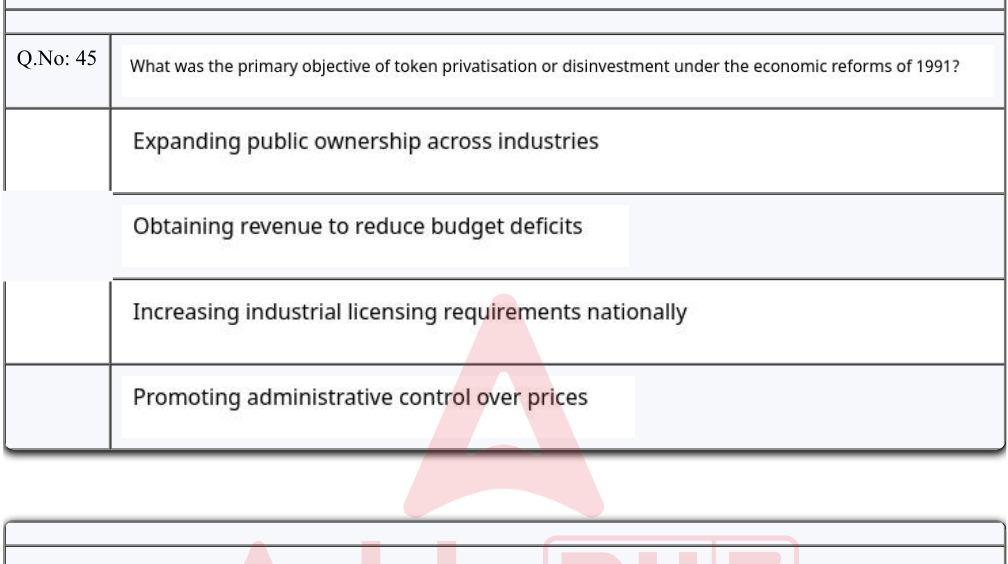 Q.No: 45
What was the primary objective of token privatisation or disinvestment under the economic reforms of 1991?
Expanding public ownership across industries
Obtaining revenue to reduce budget deficits
Increasing industrial licensing requirements nationally
Promoting administrative control over prices